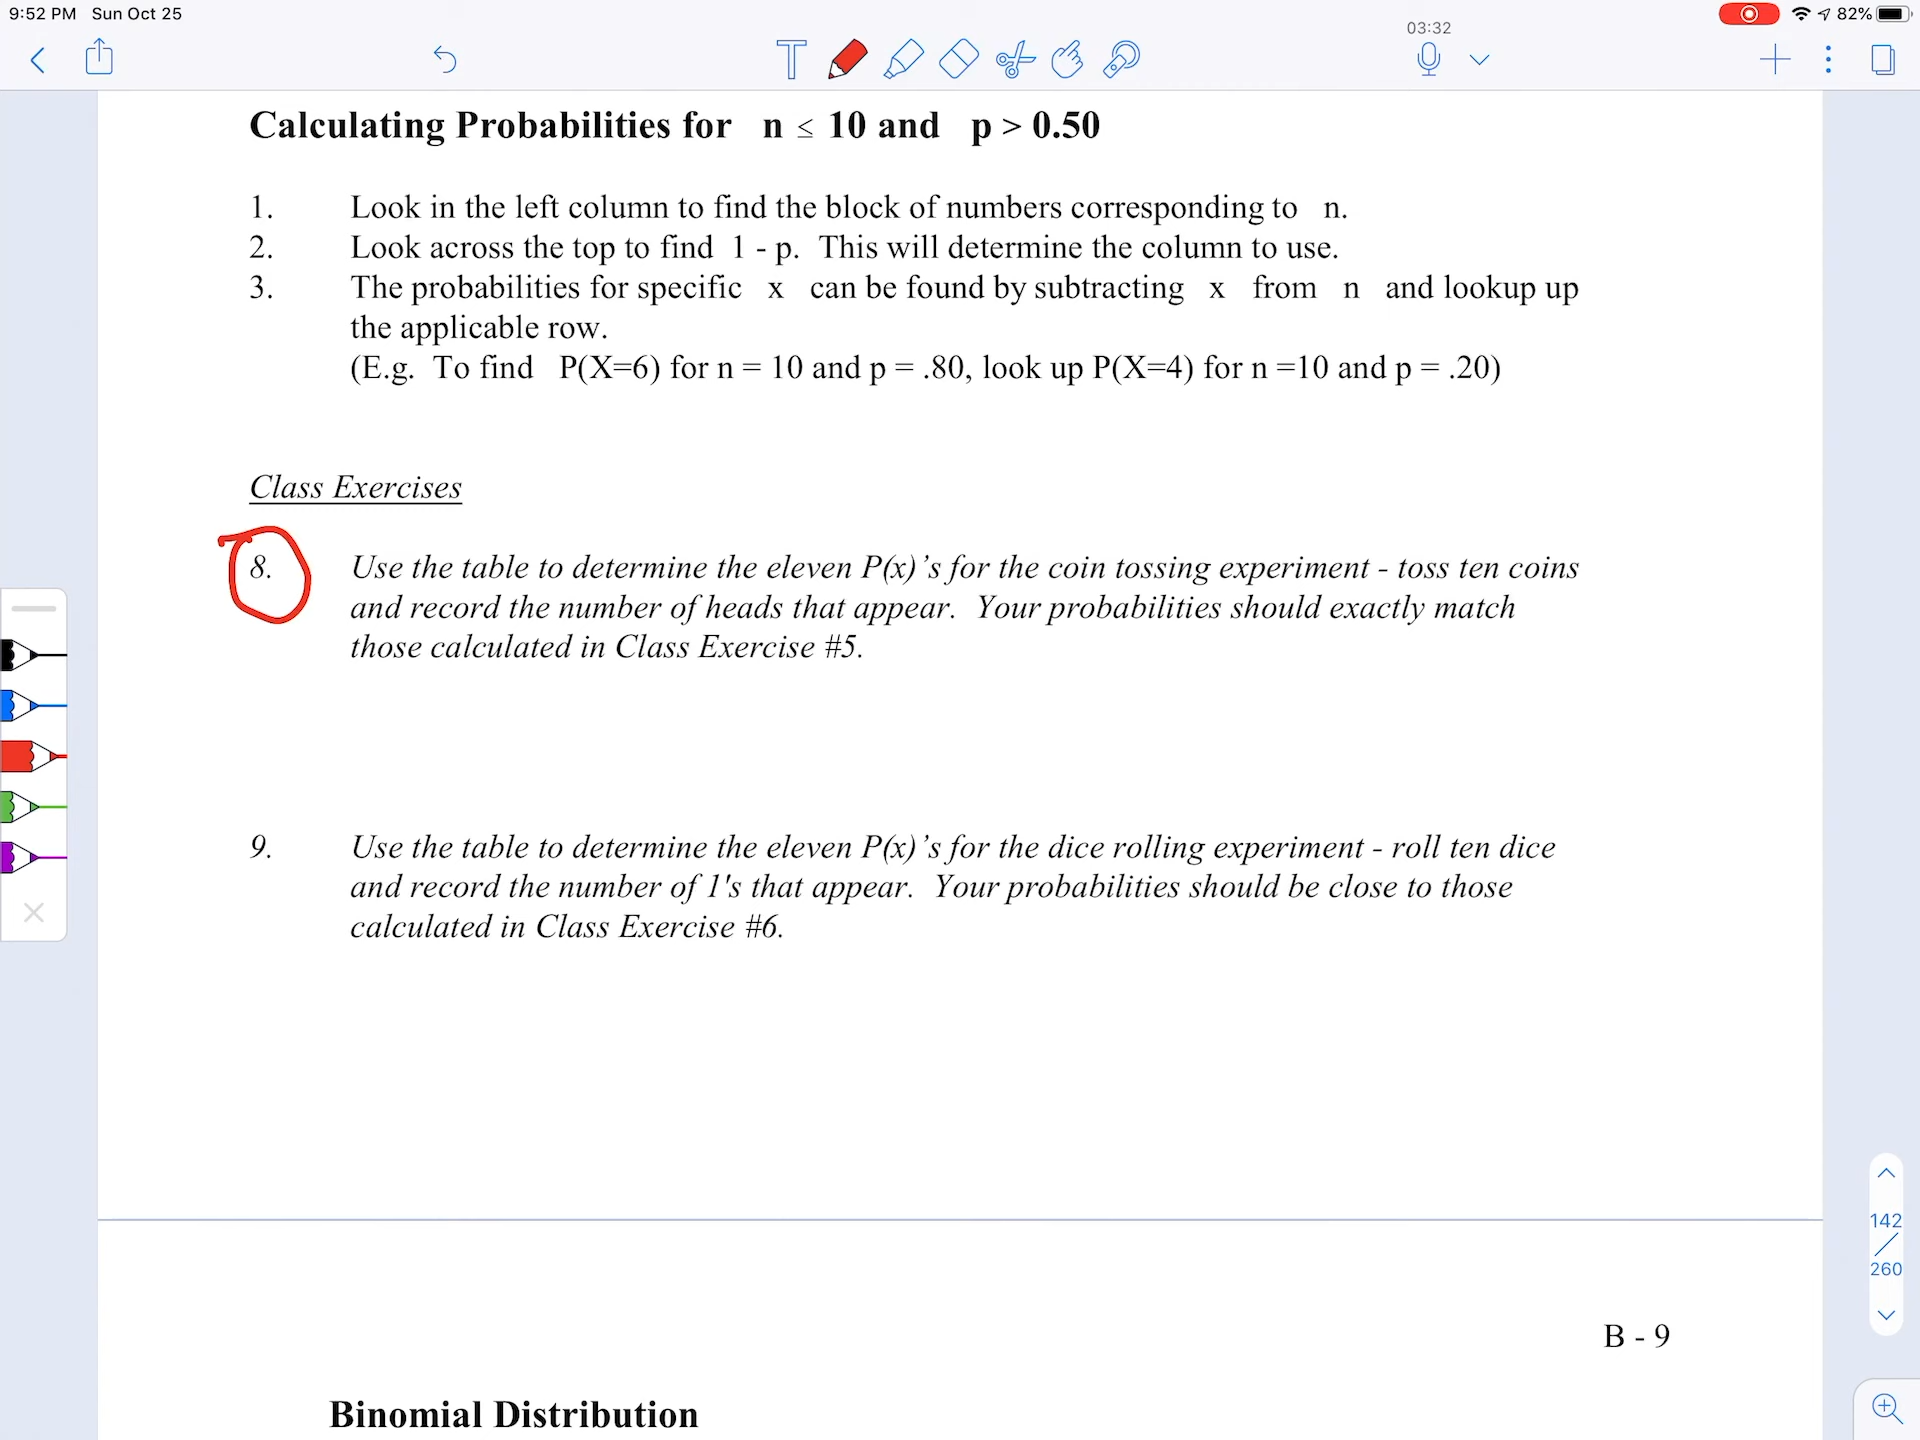 9:52 PM Sun Oct 25
82%
03:32
T
Calculating Probabilities for n ≤ 10 and p > 0.50
1. Look in the left column to find the block of numbers corresponding to n.
2. Look across the top to find 1 - p. This will determine the column to use.
3. The probabilities for specific x can be found by subtracting x from n and lookup up
the applicable row.
(E.g. To find P(X=6) for n = 10 and p = .80, look up P(X=4) for n =10 and p = .20)
Class Exercises
8. Use the table to determine the eleven P(x)'s for the coin tossing experiment - toss ten coins
and record the number of heads that appear. Your probabilities should exactly match
those calculated in Class Exercise #5.
9. Use the table to determine the eleven P(x)'s for the dice rolling experiment - roll ten dice
and record the number of 1's that appear. Your probabilities should be close to those
calculated in Class Exercise #6.
142
/
260
B - 9
Binomial Distribution